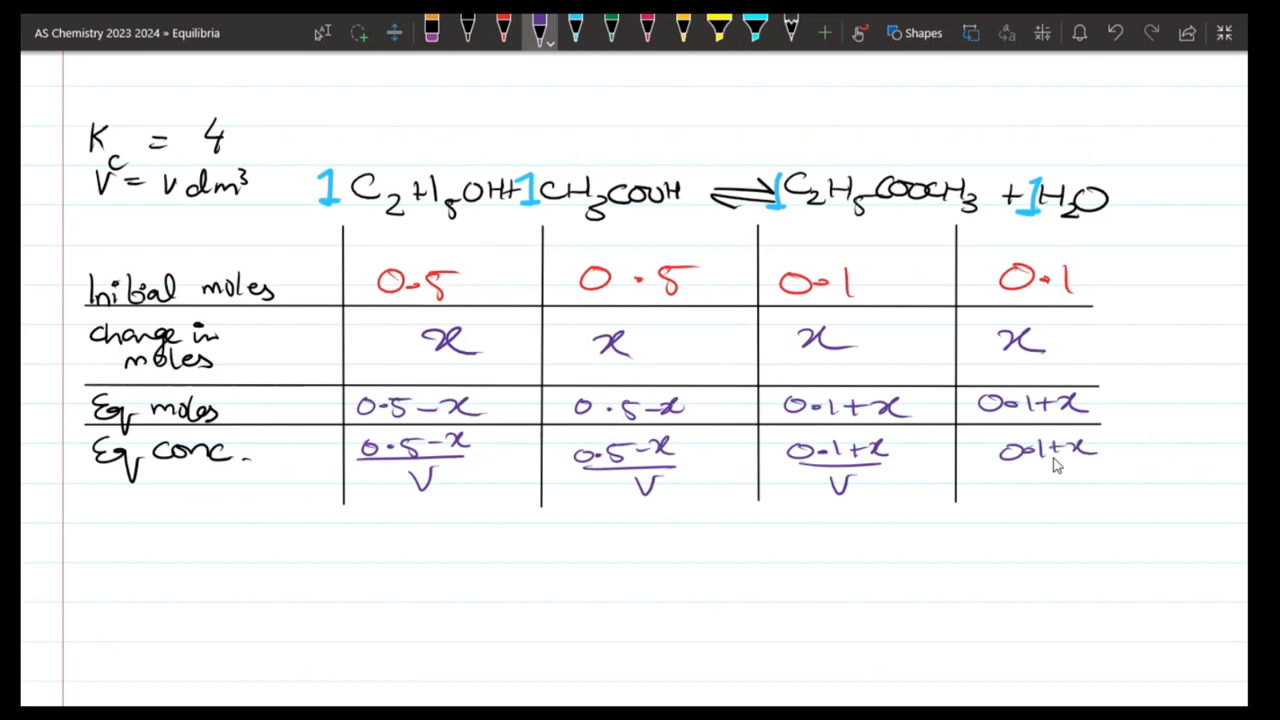 AS Chemistry 2023 2024 » Equilibria
Shapes
Kc = 4
V = v dm³
1 C₂H₅OH + 1 CH₃COOH ⇌ 1 C₂H₅COOCH₃ + 1 H₂O
Initial moles 0.5 0.5 0.1 0.1
change in moles x x x x
Eq moles 0.5-x 0.5-x 0.1+x 0.1+x
Eq conc. 0.5-x/V 0.5-x/V 0.1+x/V 0.1+x